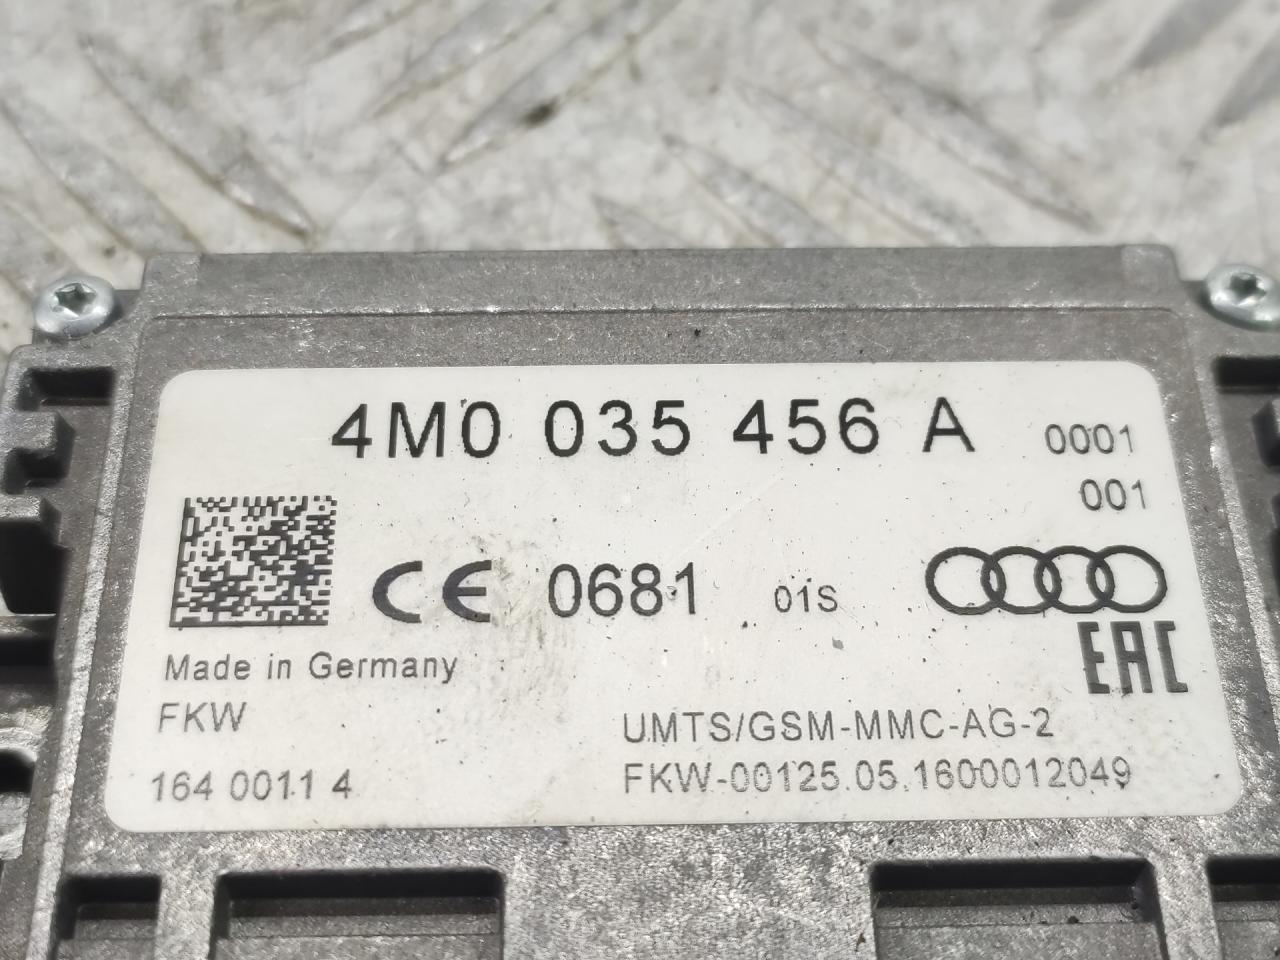 4M0 035 456 A 0001
001
CE 0681 01S
EAC
Made in Germany
FKW
UMTS/GSM-MMC-AG-2
164 0011 4
FKW-00125.05.1600012049